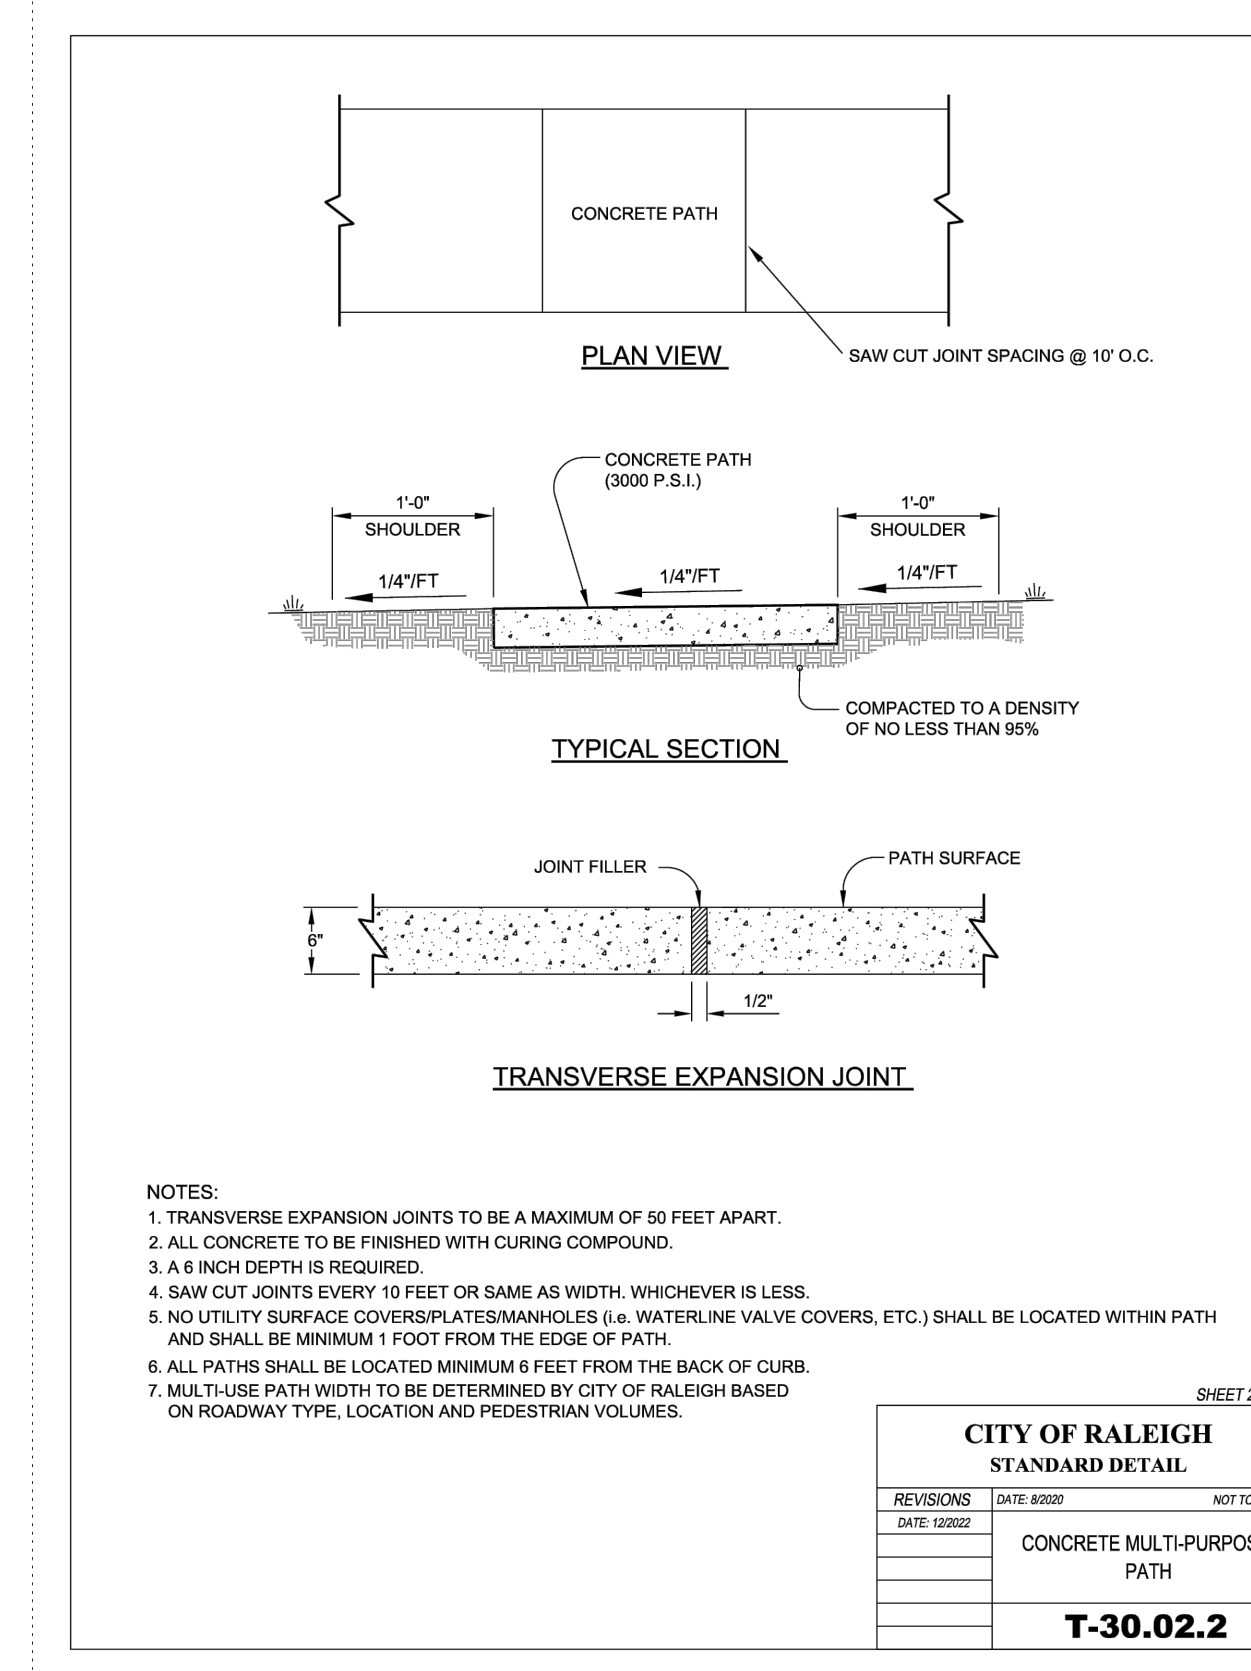 CONCRETE PATH
PLAN VIEW
SAW CUT JOINT SPACING @ 10' O.C.
CONCRETE PATH
(3000 P.S.I.)
1'-0"
SHOULDER
1'-0"
SHOULDER
1/4"/FT
1/4"/FT
1/4"/FT
COMPACTED TO A DENSITY
OF NO LESS THAN 95%
TYPICAL SECTION
JOINT FILLER
PATH SURFACE
6"
1/2"
TRANSVERSE EXPANSION JOINT
NOTES:
1. TRANSVERSE EXPANSION JOINTS TO BE A MAXIMUM OF 50 FEET APART.
2. ALL CONCRETE TO BE FINISHED WITH CURING COMPOUND.
3. A 6 INCH DEPTH IS REQUIRED.
4. SAW CUT JOINTS EVERY 10 FEET OR SAME AS WIDTH. WHICHEVER IS LESS.
5. NO UTILITY SURFACE COVERS/PLATES/MANHOLES (i.e. WATERLINE VALVE COVERS, ETC.) SHALL BE LOCATED WITHIN PATH
AND SHALL BE MINIMUM 1 FOOT FROM THE EDGE OF PATH.
6. ALL PATHS SHALL BE LOCATED MINIMUM 6 FEET FROM THE BACK OF CURB.
7. MULTI-USE PATH WIDTH TO BE DETERMINED BY CITY OF RALEIGH BASED
ON ROADWAY TYPE, LOCATION AND PEDESTRIAN VOLUMES.
SHEET 2
CITY OF RALEIGH
STANDARD DETAIL
REVISIONS
DATE: 8/2020
NOT TO
DATE: 12/2022
CONCRETE MULTI-PURPOS
PATH
T-30.02.2